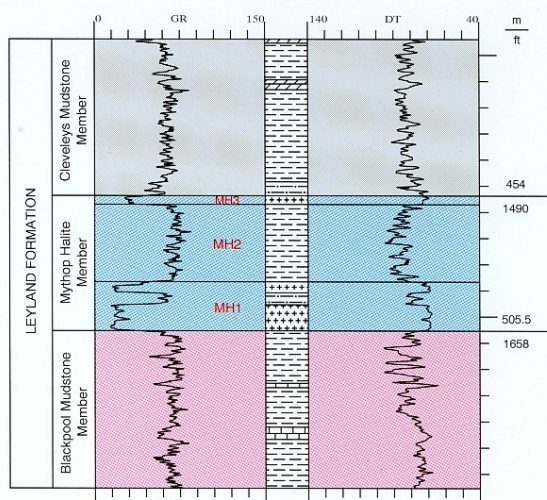 0 GR 150 140 DT 40 m
ft
LEYLAND FORMATION
Cleveleys Mudstone
Member
454
MH3
1490
Mythop Halite
Member
MH2
MH1
505.5
1658
Blackpool Mudstone
Member